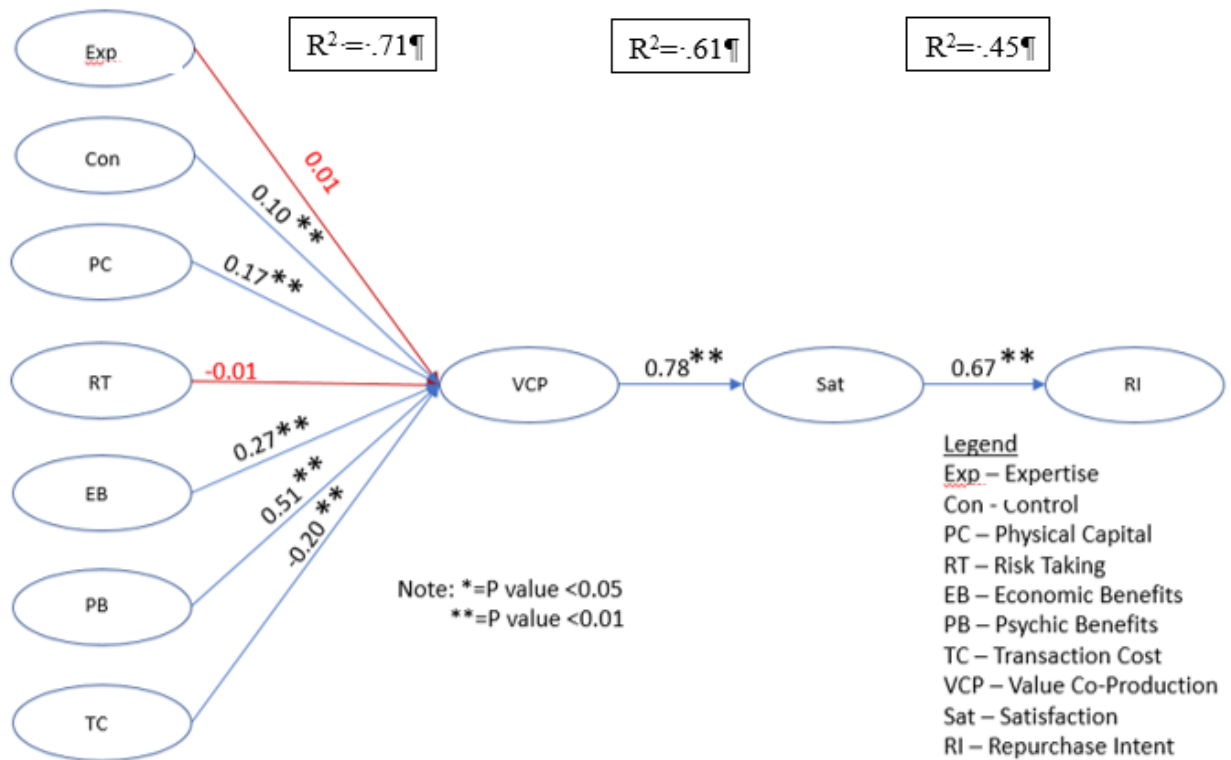 R² = .71¶
R²= .61¶
R²= .45¶
Exp
Con
PC
RT
EB
PB
TC
0.01
0.10 **
0.17**
-0.01
0.27**
0.51 **
-0.20 **
VCP
0.78**
Sat
0.67 **
RI
Note: *=P value <0.05
**=P value <0.01
Legend
Exp – Expertise
Con - Control
PC – Physical Capital
RT – Risk Taking
EB – Economic Benefits
PB – Psychic Benefits
TC – Transaction Cost
VCP – Value Co-Production
Sat – Satisfaction
RI – Repurchase Intent